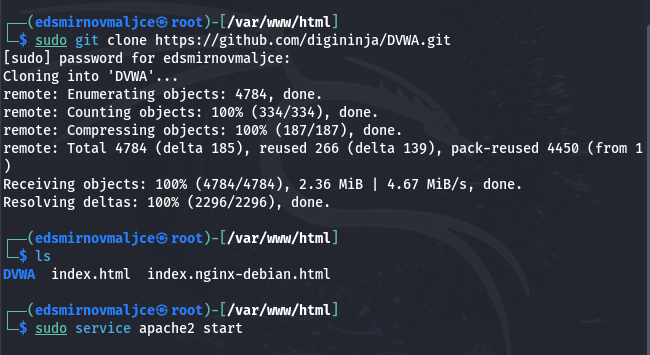 ┌──(edsmirnovmaljce㉿root)-[/var/www/html]
└─$ sudo git clone https://github.com/digininja/DVWA.git
[sudo] password for edsmirnovmaljce:
Cloning into 'DVWA'...
remote: Enumerating objects: 4784, done.
remote: Counting objects: 100% (334/334), done.
remote: Compressing objects: 100% (187/187), done.
remote: Total 4784 (delta 185), reused 266 (delta 139), pack-reused 4450 (from 1
)
Receiving objects: 100% (4784/4784), 2.36 MiB | 4.67 MiB/s, done.
Resolving deltas: 100% (2296/2296), done.
┌──(edsmirnovmaljce㉿root)-[/var/www/html]
└─$ ls
DVWA  index.html  index.nginx-debian.html
┌──(edsmirnovmaljce㉿root)-[/var/www/html]
└─$ sudo service apache2 start